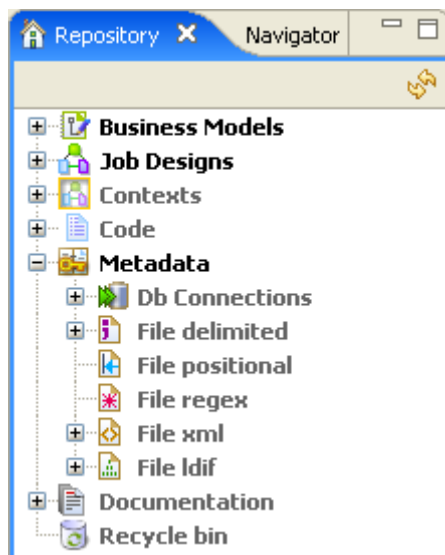 Repository Navigator
Business Models
Job Designs
Contexts
Code
Metadata
Db Connections
File delimited
File positional
File regex
File xml
File ldif
Documentation
Recycle bin